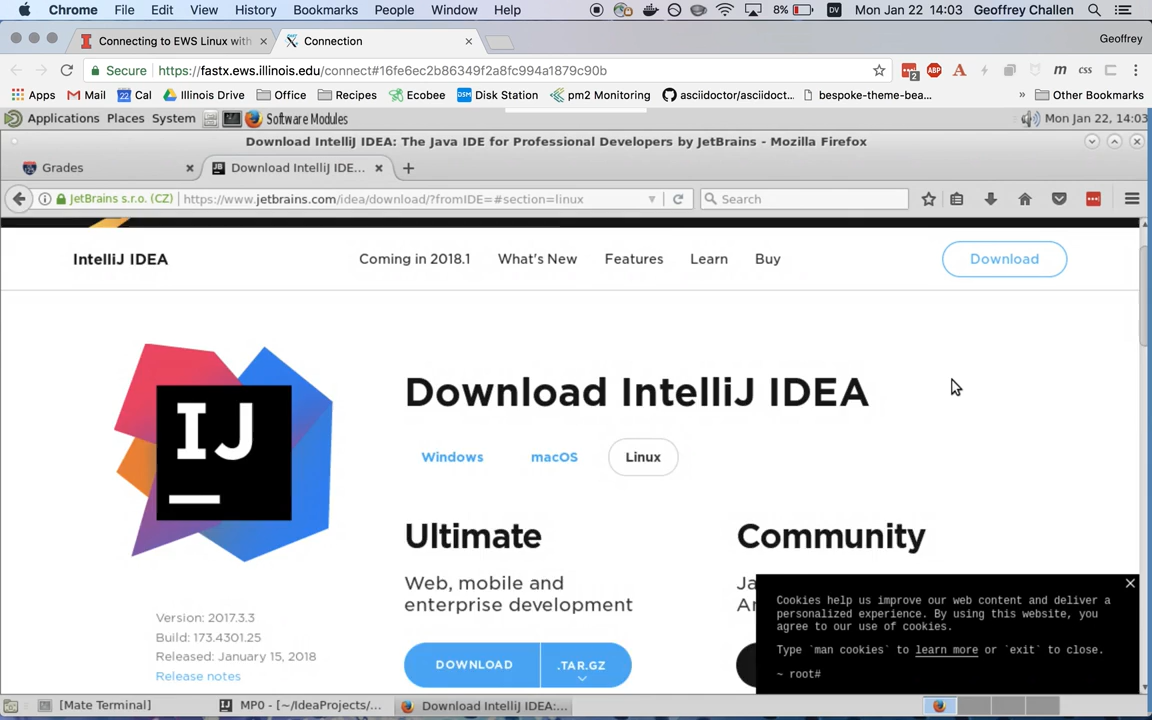 Chrome File Edit View History Bookmarks People Window Help 8% DV Mon Jan 22 14:03 Geoffrey Challen
Connecting to EWS Linux with × Connection × Geoffrey
Secure https://fastx.ews.illinois.edu/connect#16fe6ec2b86349f2a8fc994a1879c90b 2 ABP A m css
Apps Mail 22 Cal Illinois Drive Office Recipes Ecobee DSM Disk Station pm2 Monitoring asciidoctor/asciidoct... bespoke-theme-bea... » Other Bookmarks
Applications Places System Software Modules Mon Jan 22, 14:03
Download IntelliJ IDEA: The Java IDE for Professional Developers by JetBrains - Mozilla Firefox
Grades × JB Download IntelliJ IDE... × +
JetBrains s.r.o. (CZ) https://www.jetbrains.com/idea/download/?fromIDE=#section=linux Search
IntelliJ IDEA Coming in 2018.1 What's New Features Learn Buy Download
IJ
Download IntelliJ IDEA
Windows macOS Linux
Ultimate Community
Web, mobile and
enterprise development
DOWNLOAD .TAR.GZ
Version: 2017.3.3
Build: 173.4301.25
Released: January 15, 2018
Release notes
Cookies help us improve our web content and deliver a
personalized experience. By using this website, you
agree to our use of cookies.
Type `man cookies` to learn more or `exit` to close.
~ root#
[Mate Terminal] MP0 - [~/IdeaProjects/... Download IntelliJ IDEA:...